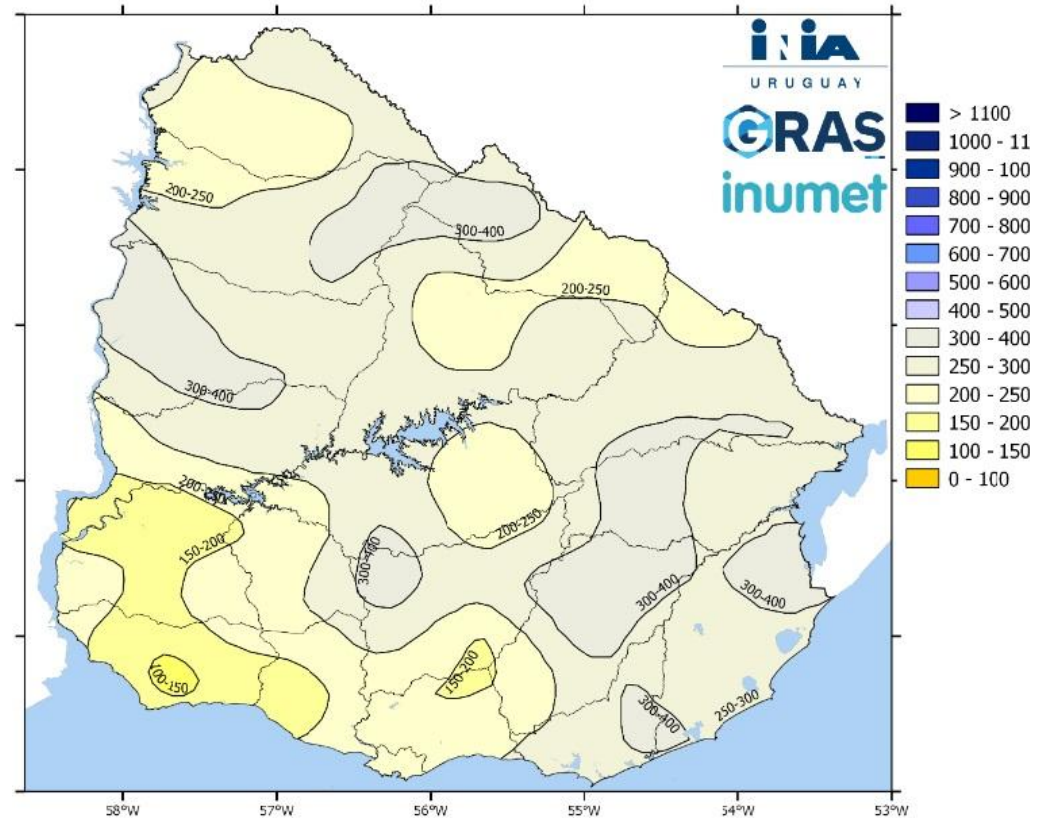 iNiA
URUGUAY
GRAS
inumet
> 1100
1000 - 11
900 - 100
800 - 900
700 - 800
600 - 700
500 - 600
400 - 500
300 - 400
250 - 300
200 - 250
150 - 200
100 - 150
0 - 100
200-250
300-400
200-250
300-400
200-250
200-250
150-200
300-400
300-400
300-400
150-200
100-150
300-400
250-300
58°W
57°W
56°W
55°W
54°W
53°W